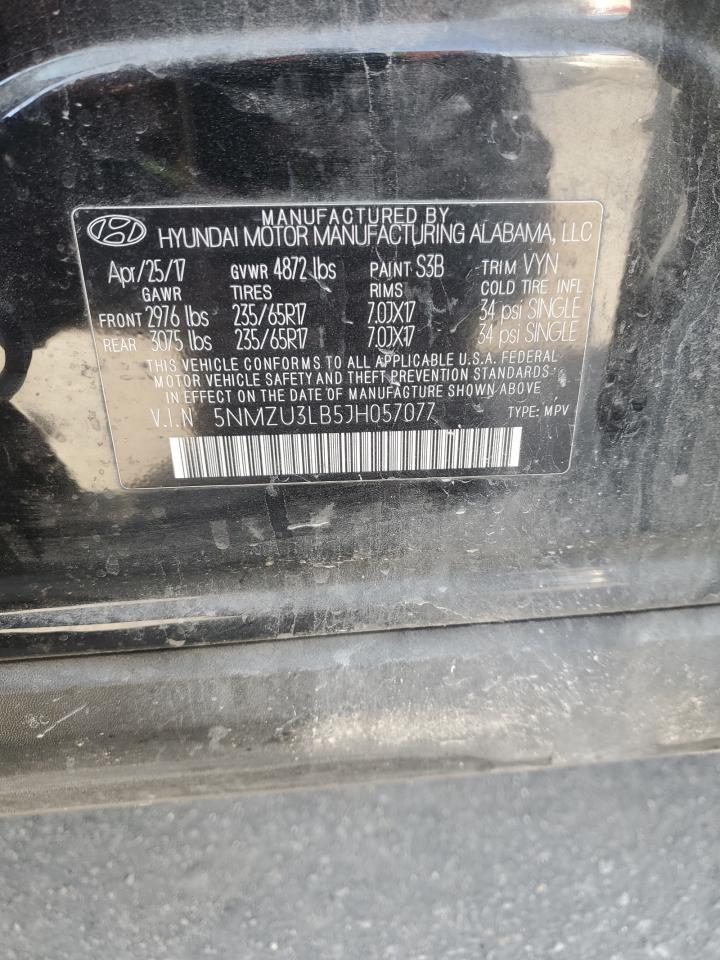 MANUFACTURED BY
HYUNDAI MOTOR MANUFACTURING ALABAMA, LLC
Apr/25/17 GVWR 4872 lbs PAINT S3B TRIM VYN
GAWR TIRES RIMS COLD TIRE INFL
FRONT 2976 lbs 235/65R17 7.0JX17 34 psi SINGLE
REAR 3075 lbs 235/65R17 7.0JX17 34 psi SINGLE
THIS VEHICLE CONFORMS TO ALL APPLICABLE U.S.A. FEDERAL
MOTOR VEHICLE SAFETY AND THEFT PREVENTION STANDARDS
IN EFFECT ON THE DATE OF MANUFACTURE SHOWN ABOVE
V.I.N 5NMZU3LB5JH057077 TYPE: MPV